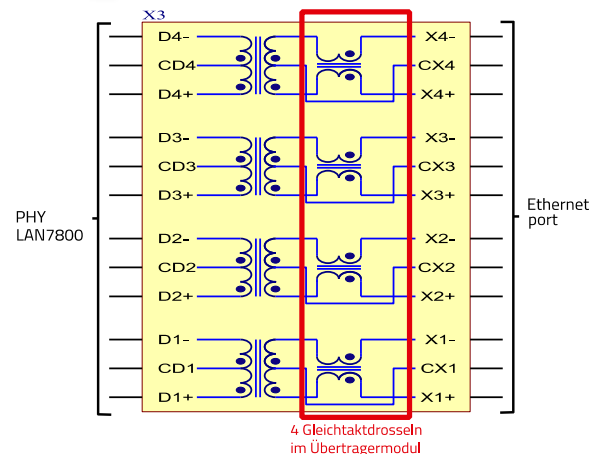 X3
D4- X4-
CD4 CX4
D4+ X4+
D3- X3-
CD3 CX3
D3+ X3+
PHY
LAN7800
Ethernet
port
D2- X2-
CD2 CX2
D2+ X2+
D1- X1-
CD1 CX1
D1+ X1+
4 Gleichtaktdrosseln
im Übertragermodul